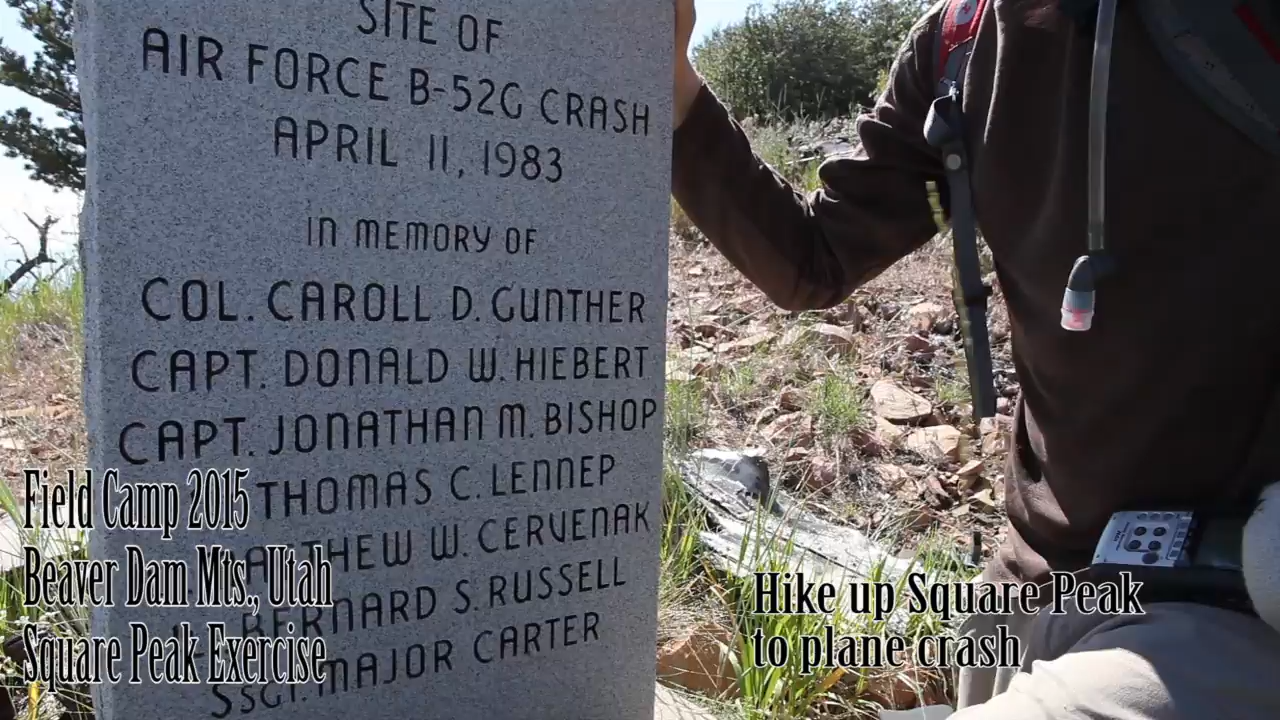 SITE OF
AIR FORCE B-52G CRASH
APRIL 11, 1983
IN MEMORY OF
COL. CAROLL D. GUNTHER
CAPT. DONALD W. HIEBERT
CAPT. JONATHAN M. BISHOP
THOMAS C. LENNEP
W. CERVENAK
BERNARD S. RUSSELL
SSGT. MAJOR CARTER
Field Camp 2015
Beaver Dam Mts., Utah
Square Peak Exercise
Hike up Square Peak
to plane crash